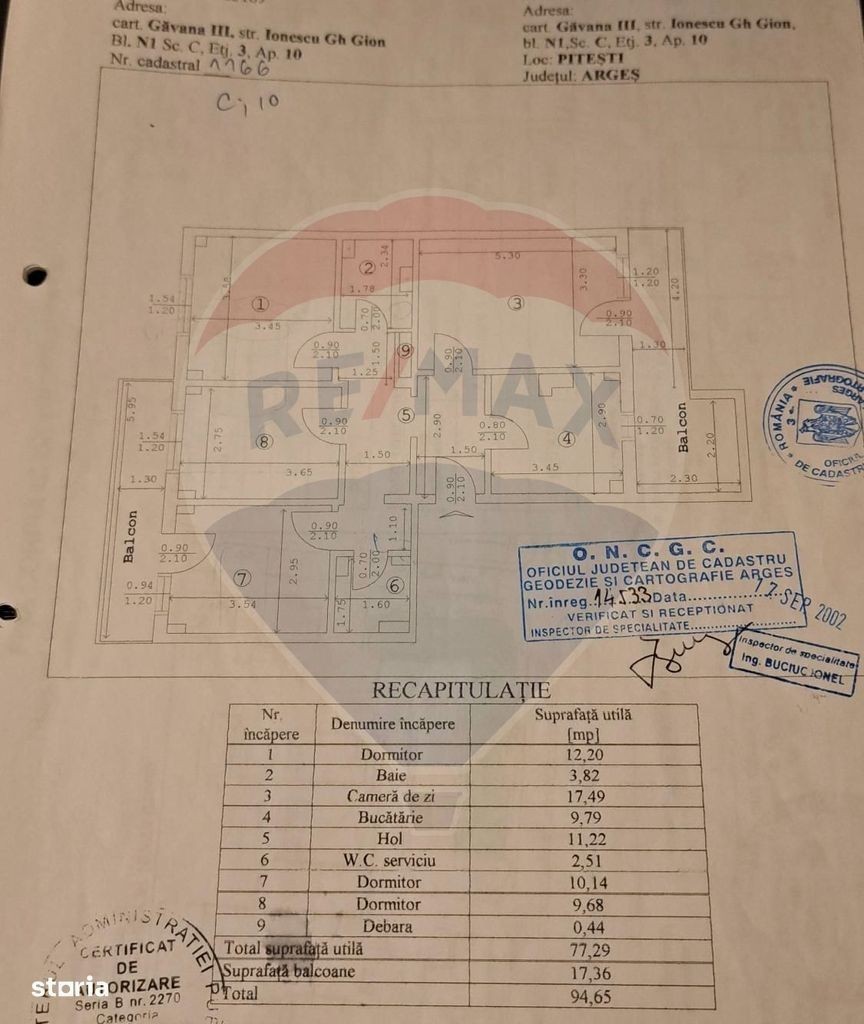 Adresa:
cart. Găvana III, str. Ionescu Gh Gion
Bl. N1 Sc. C, Etj. 3, Ap. 10
Nr. cadastral 1166
C; 10
Adresa:
cart. Găvana III, str. Ionescu Gh Gion,
bl. N1,Sc. C, Etj. 3, Ap. 10
Loc: PITEȘTI
Județul: ARGEȘ
1
3.45
1.54
1.20
0.90
2.10
2
2.34
1.78
0.70
2.00
3
5.30
3.30
0.90
2.10
1.20
1.20
0.90
2.10
4.20
1.30
9
1.50
1.25
RE/MAX
5
2.90
1.50
1.50
4
0.80
2.10
2.90
3.45
0.70
1.20
Balcon
2.20
2.30
8
2.75
3.65
0.90
2.10
1.54
1.20
5.95
1.30
Balcon
0.90
2.10
0.94
1.20
7
2.95
3.54
0.90
2.10
0.90
2.10
1.10
0.70
2.00
6
1.75
1.60
ROMÂNIA
3
ARGEȘ
OFICIUL
DE CADASTR
O. N. C. G. C.
OFICIUL JUDETEAN DE CADASTRU
GEODEZIE SI CARTOGRAFIE ARGES
Nr.înreg. 14533 Data 17. SEP 2002
VERIFICAT SI RECEPTIONAT
INSPECTOR DE SPECIALITATE
Inspector de specialitate
Ing. BUCIUC IONEL
RECAPITULAȚIE
Nr. încăpere Denumire încăpere Suprafață utilă [mp]
1 Dormitor 12,20
2 Baie 3,82
3 Cameră de zi 17,49
4 Bucătărie 9,79
5 Hol 11,22
6 W.C. serviciu 2,51
7 Dormitor 10,14
8 Dormitor 9,68
9 Debara 0,44
Total suprafață utilă 77,29
Suprafață balcoane 17,36
Total 94,65
ADMINISTRATIEI
CERTIFICAT
DE
AUTORIZARE
Seria B nr. 2270
Categoria
storia